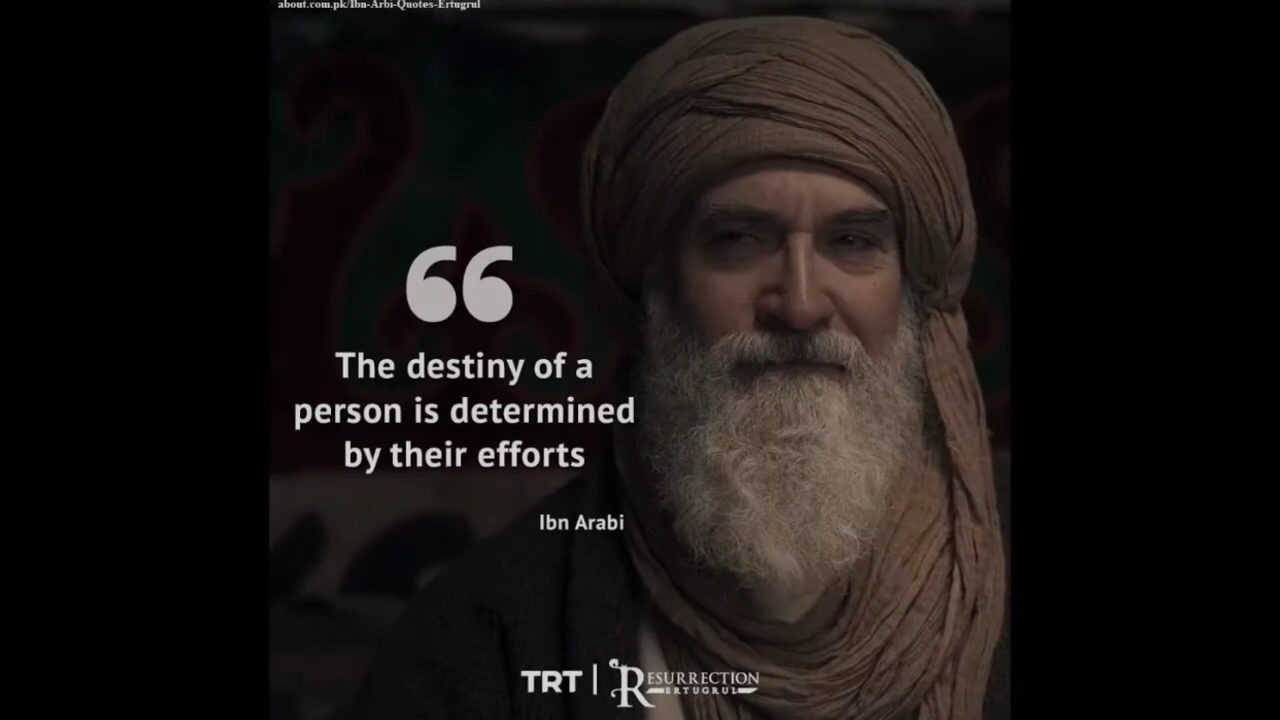 about.com.pk/Ibn-Arbi-Quotes-Ertugrul
“
The destiny of a
person is determined
by their efforts
Ibn Arabi
TRT | RESURRECTION
ERTUGRUL